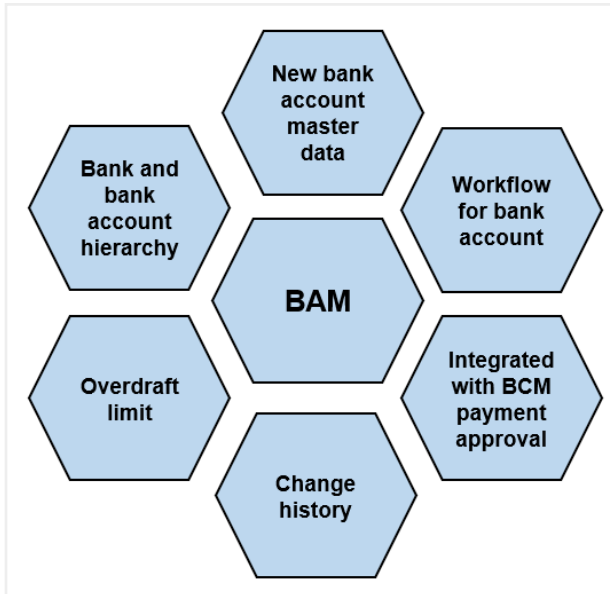 New bank
account
master
data
Bank and
bank
account
hierarchy
Workflow
for bank
account
BAM
Overdraft
limit
Integrated
with BCM
payment
approval
Change
history